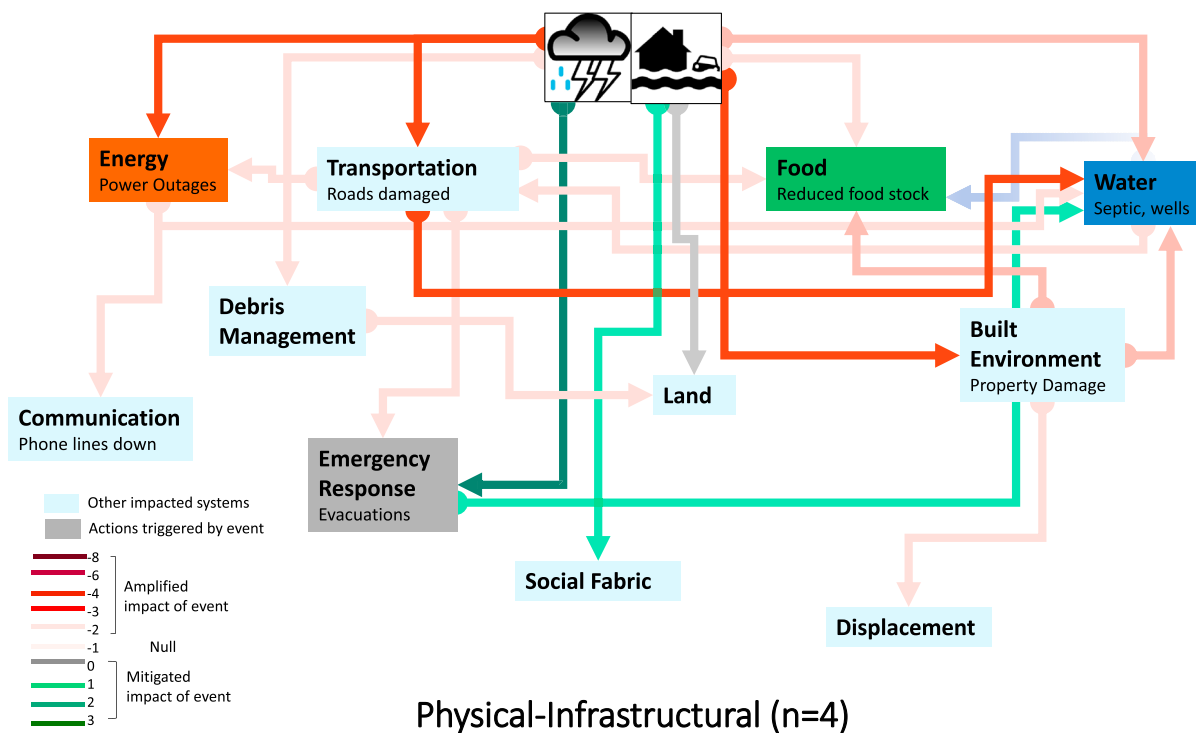 Energy
Power Outages
Transportation
Roads damaged
Food
Reduced food stock
Water
Septic, wells
Debris
Management
Built
Environment
Property Damage
Land
Communication
Phone lines down
Emergency
Response
Evacuations
Social Fabric
Displacement
Other impacted systems
Actions triggered by event
-8
-6
-4
-3
-2
-1
0
1
2
3
Amplified
impact of event
Null
Mitigated
impact of event
Physical-Infrastructural (n=4)